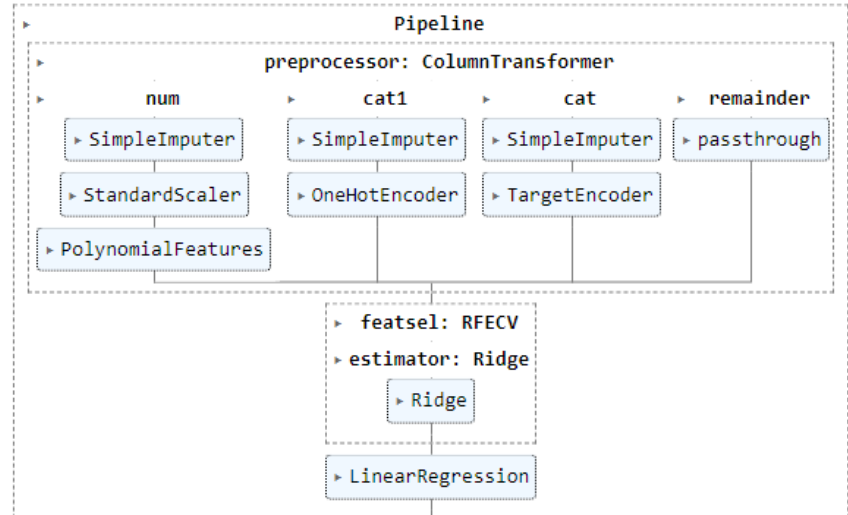 Pipeline
preprocessor: ColumnTransformer
num cat1 cat remainder
SimpleImputer SimpleImputer SimpleImputer passthrough
StandardScaler OneHotEncoder TargetEncoder
PolynomialFeatures
featsel: RFECV
estimator: Ridge
Ridge
LinearRegression